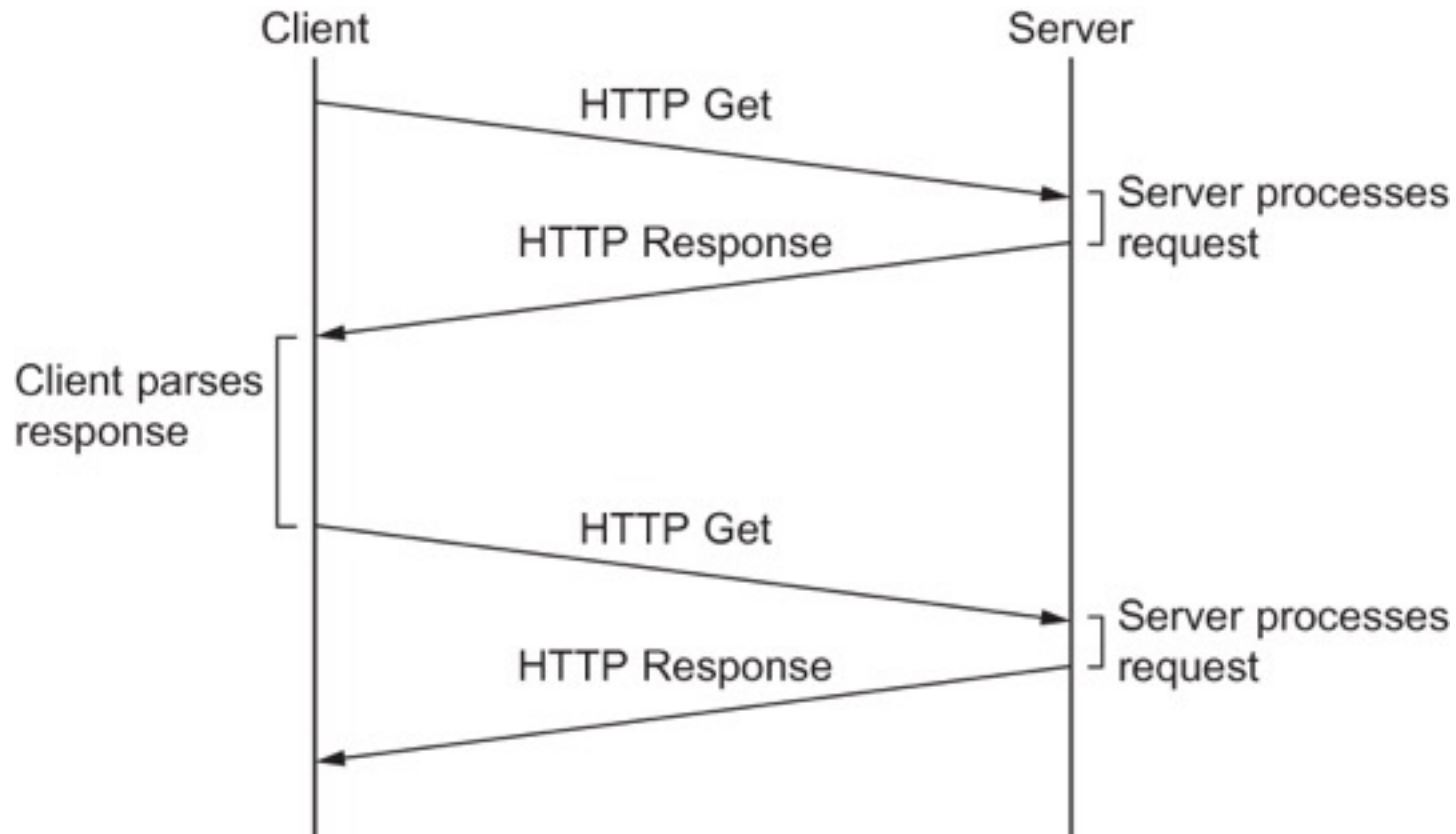 Client
Server
HTTP Get
Server processes
request
HTTP Response
Client parses
response
HTTP Get
Server processes
request
HTTP Response